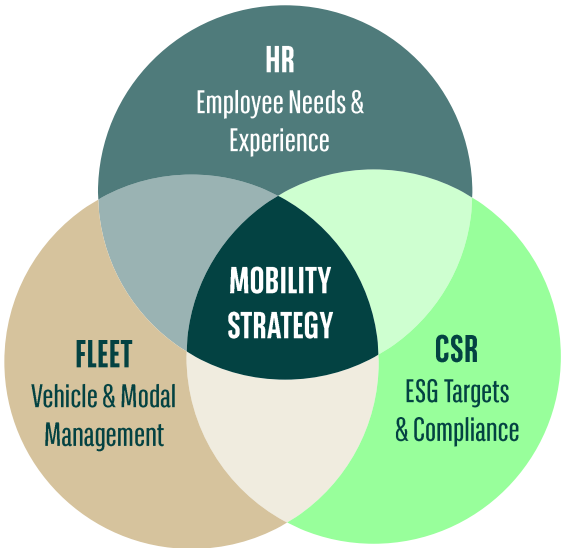 HR
Employee Needs &
Experience
MOBILITY
STRATEGY
FLEET
Vehicle & Modal
Management
CSR
ESG Targets
& Compliance